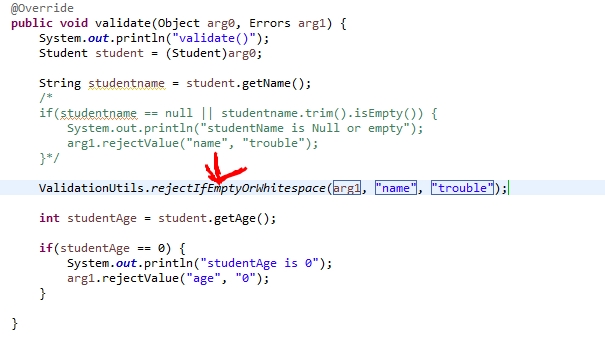 @Override
public void validate(Object arg0, Errors arg1) {
System.out.println("validate()");
Student student = (Student)arg0;
String studentname = student.getName();
/*
if(studentname == null || studentname.trim().isEmpty()) {
System.out.println("studentName is Null or empty");
arg1.rejectValue("name", "trouble");
}*/
ValidationUtils.rejectIfEmptyOrWhitespace(arg1, "name", "trouble");
int studentAge = student.getAge();
if(studentAge == 0) {
System.out.println("studentAge is 0");
arg1.rejectValue("age", "0");
}
}